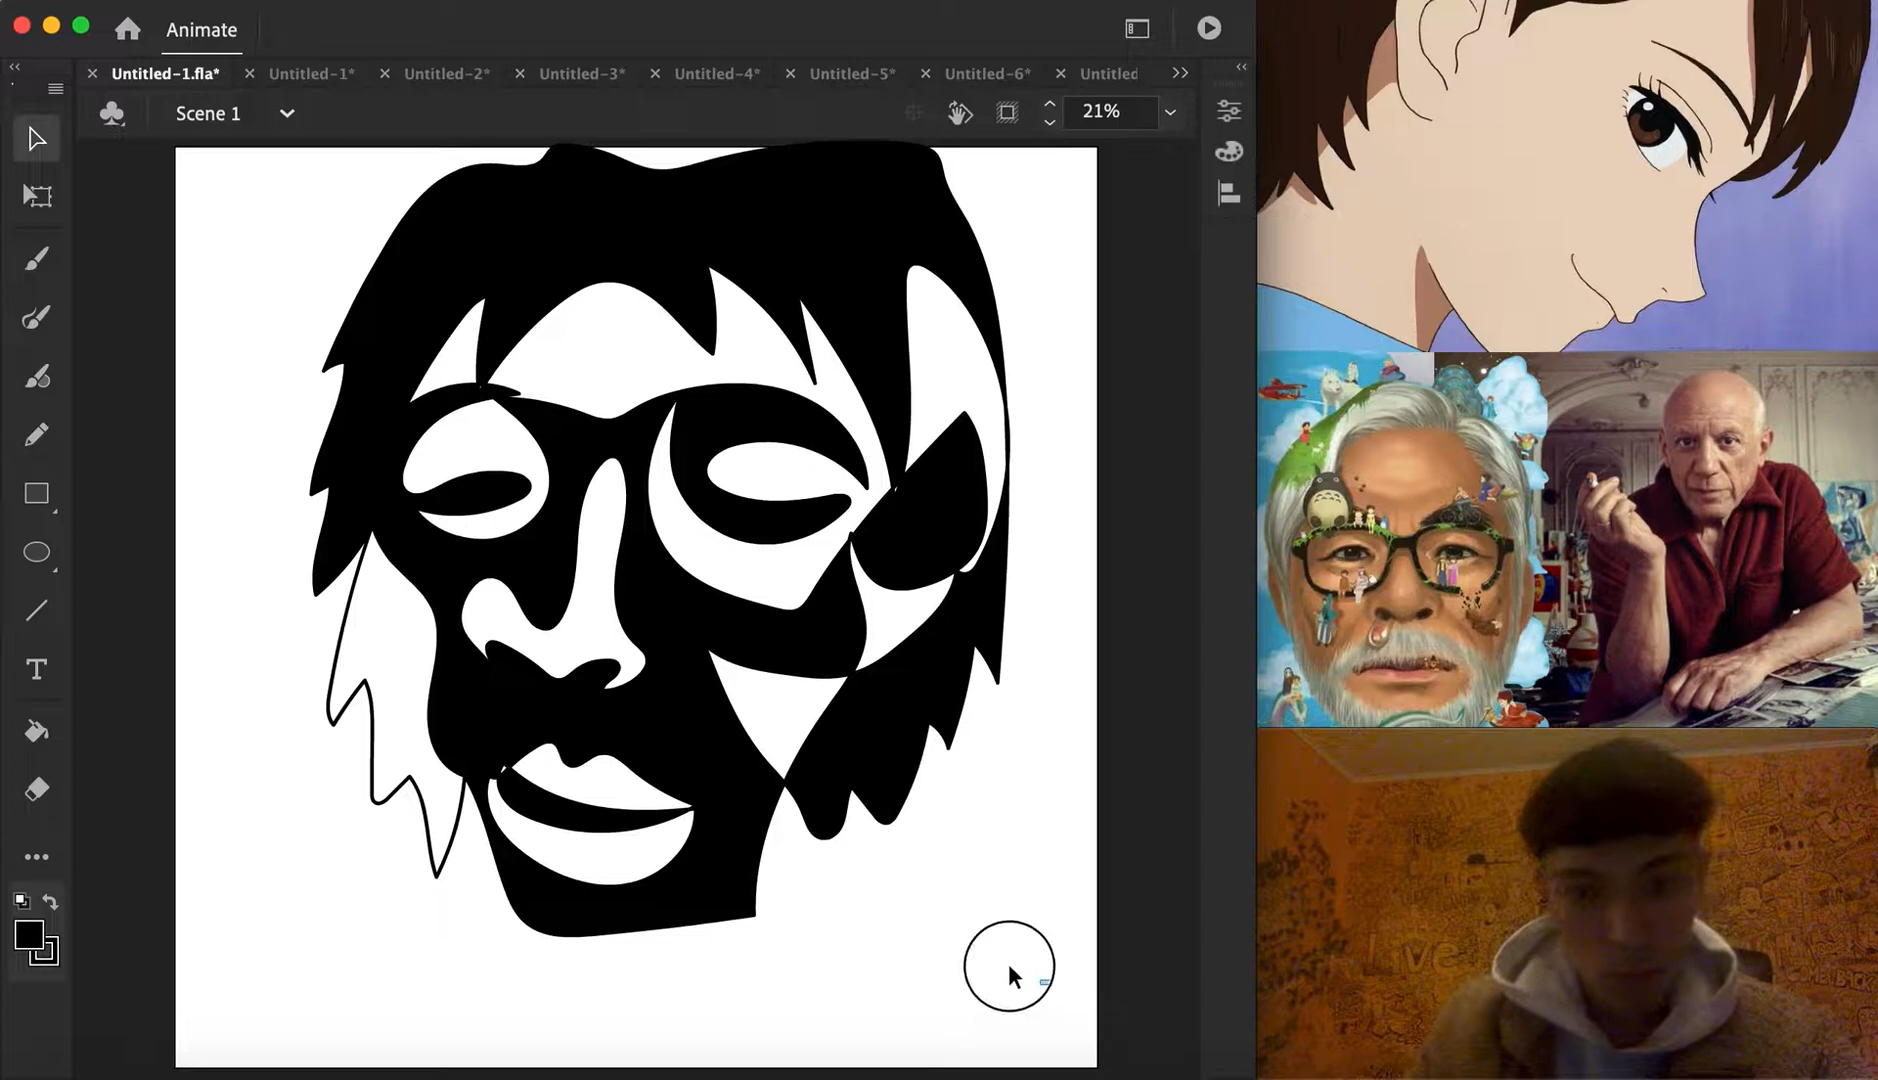 Animate
Untitled-1.fla* Untitled-1* Untitled-2* Untitled-3* Untitled-4* Untitled-5* Untitled-6* Untitled
Scene 1
21%
T
Live